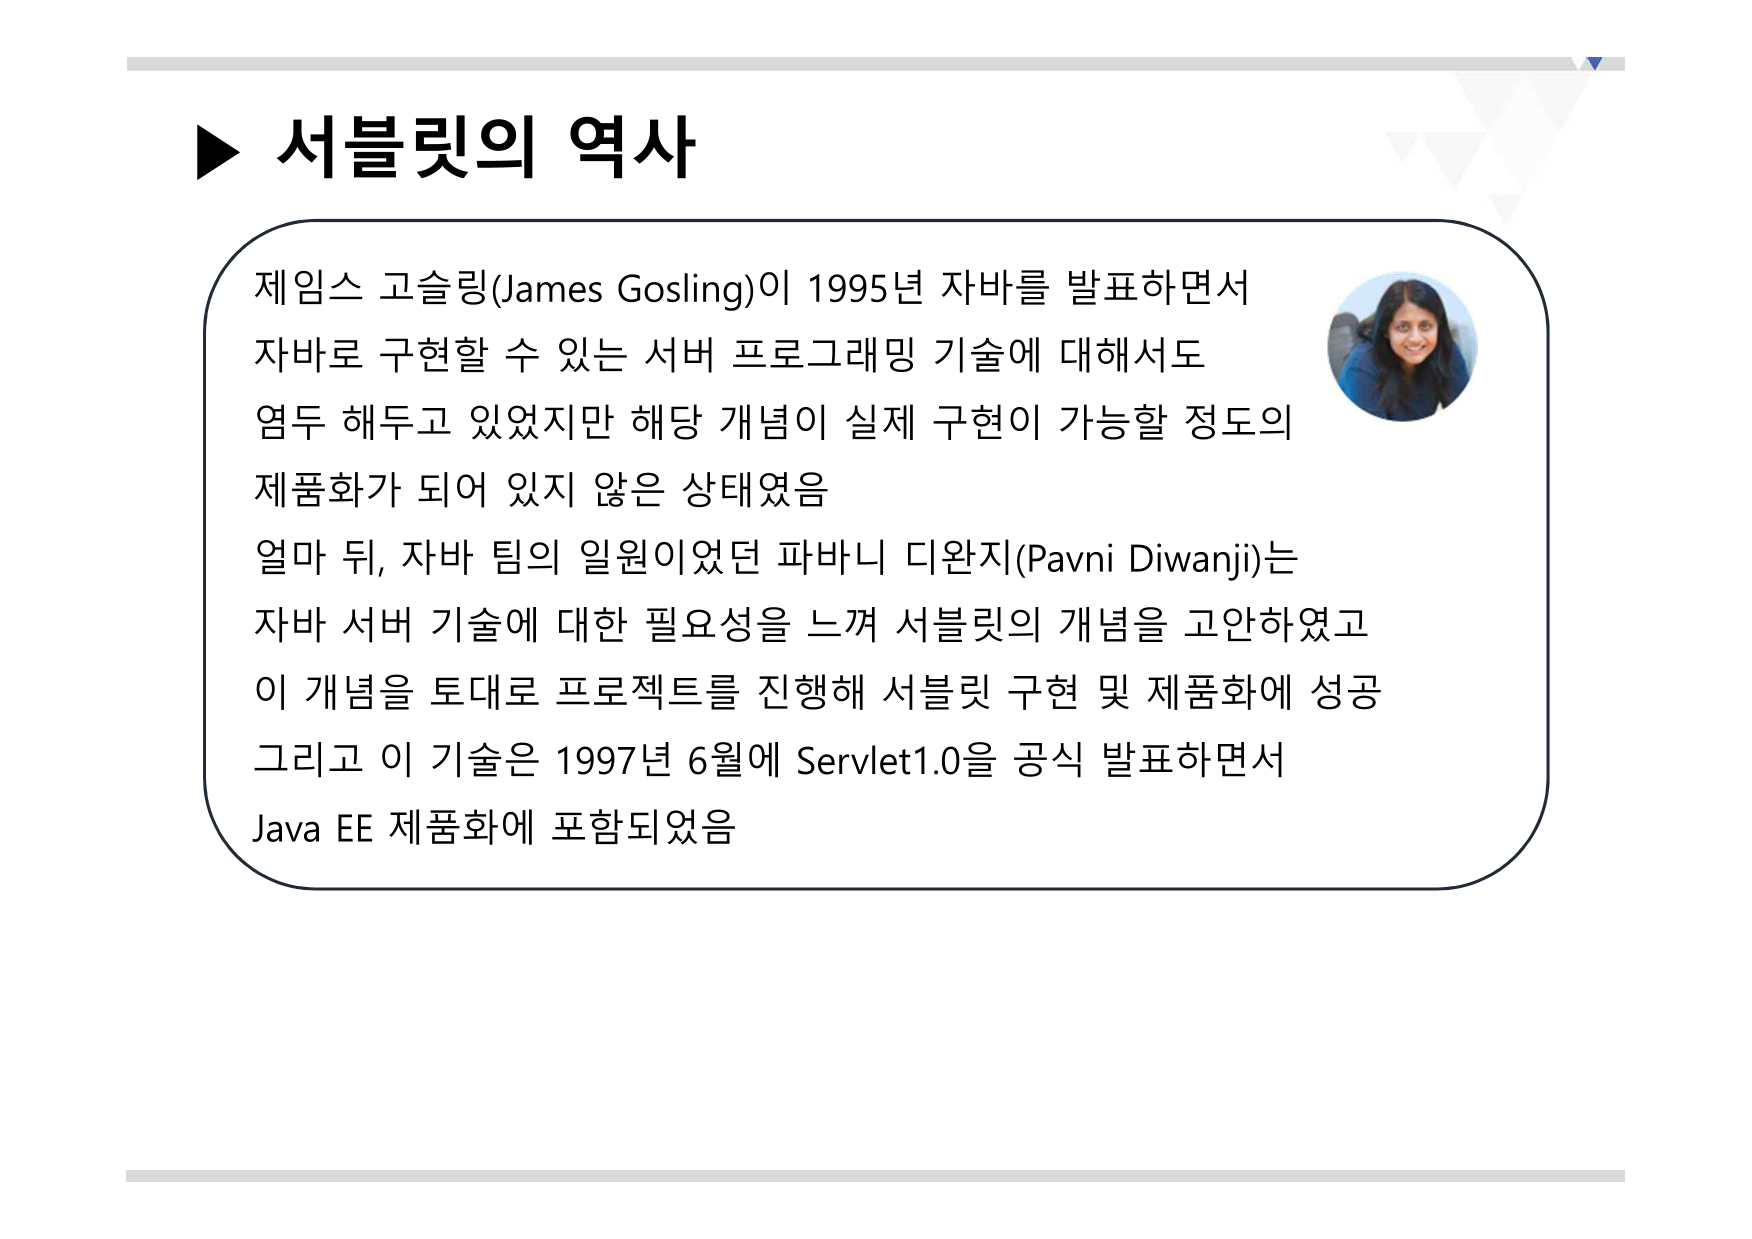 ▶ 서블릿의 역사
제임스 고슬링(James Gosling)이 1995년 자바를 발표하면서
자바로 구현할 수 있는 서버 프로그래밍 기술에 대해서도
염두 해두고 있었지만 해당 개념이 실제 구현이 가능할 정도의
제품화가 되어 있지 않은 상태였음
얼마 뒤, 자바 팀의 일원이었던 파바니 디완지(Pavni Diwanji)는
자바 서버 기술에 대한 필요성을 느껴 서블릿의 개념을 고안하였고
이 개념을 토대로 프로젝트를 진행해 서블릿 구현 및 제품화에 성공
그리고 이 기술은 1997년 6월에 Servlet1.0을 공식 발표하면서
Java EE 제품화에 포함되었음